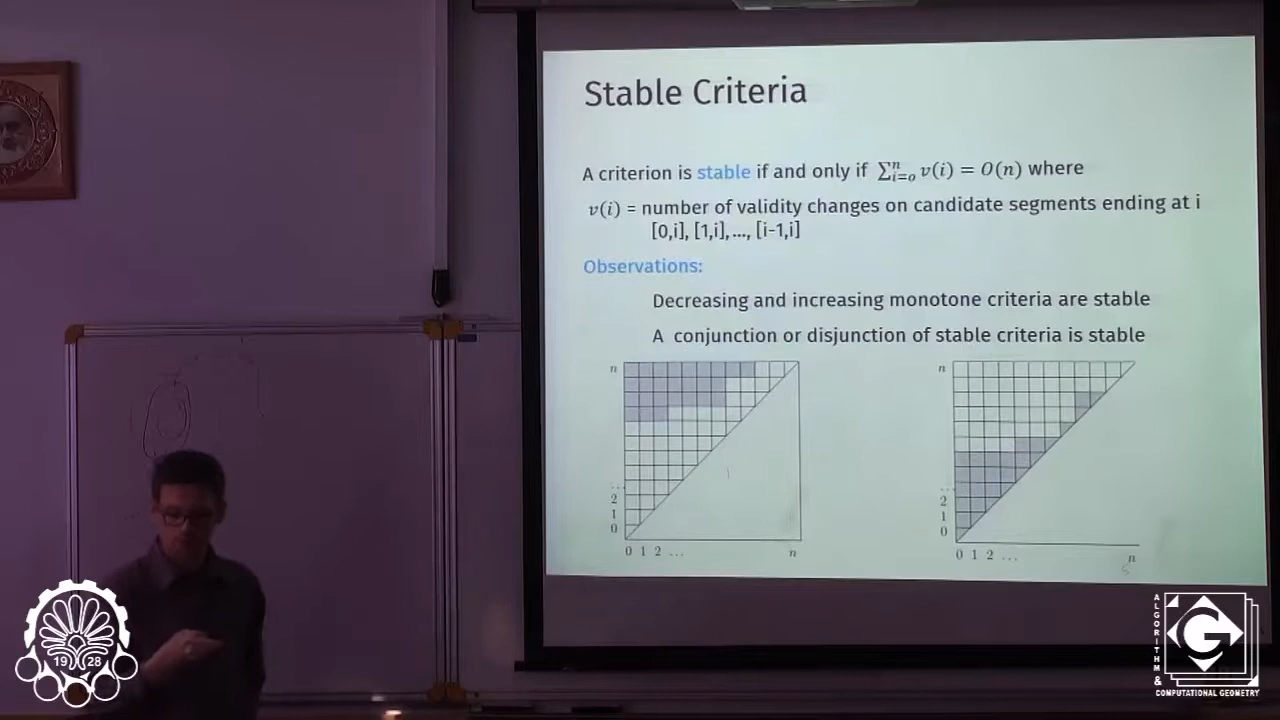 Stable Criteria
A criterion is stable if and only if ∑ⁿᵢ₌ₒ v(i) = O(n) where
v(i) = number of validity changes on candidate segments ending at i
[0,i], [1,i],..., [i-1,i]
Observations:
Decreasing and increasing monotone criteria are stable
A conjunction or disjunction of stable criteria is stable
n
...
2
1
0
0 1 2 ...
n
n
...
2
1
0
0 1 2 ...
n
19 28
ALGORITHM &
COMPUTATIONAL GEOMETRY
G